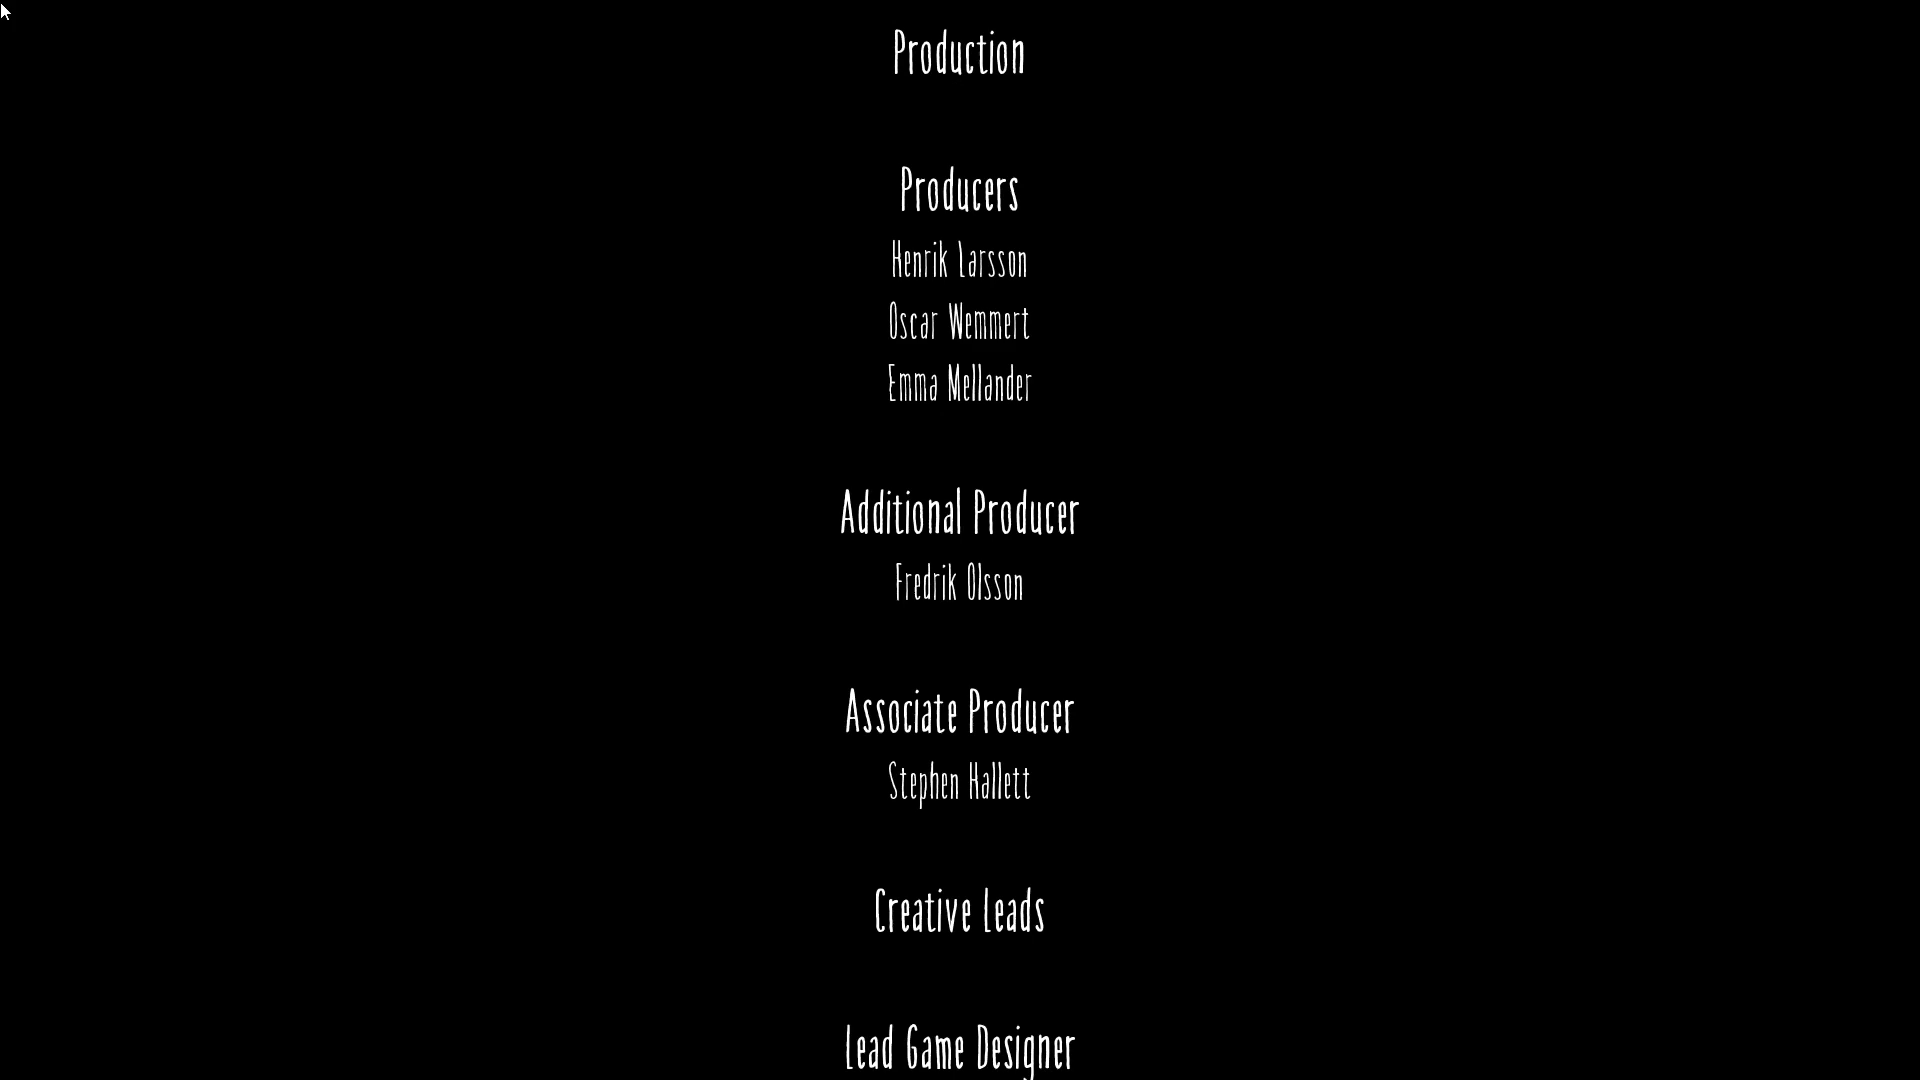 Production
Producers
Henrik Larsson
Oscar Wemmert
Emma Mellander
Additional Producer
Fredrik Olsson
Associate Producer
Stephen Hallett
Creative Leads
Lead Game Designer